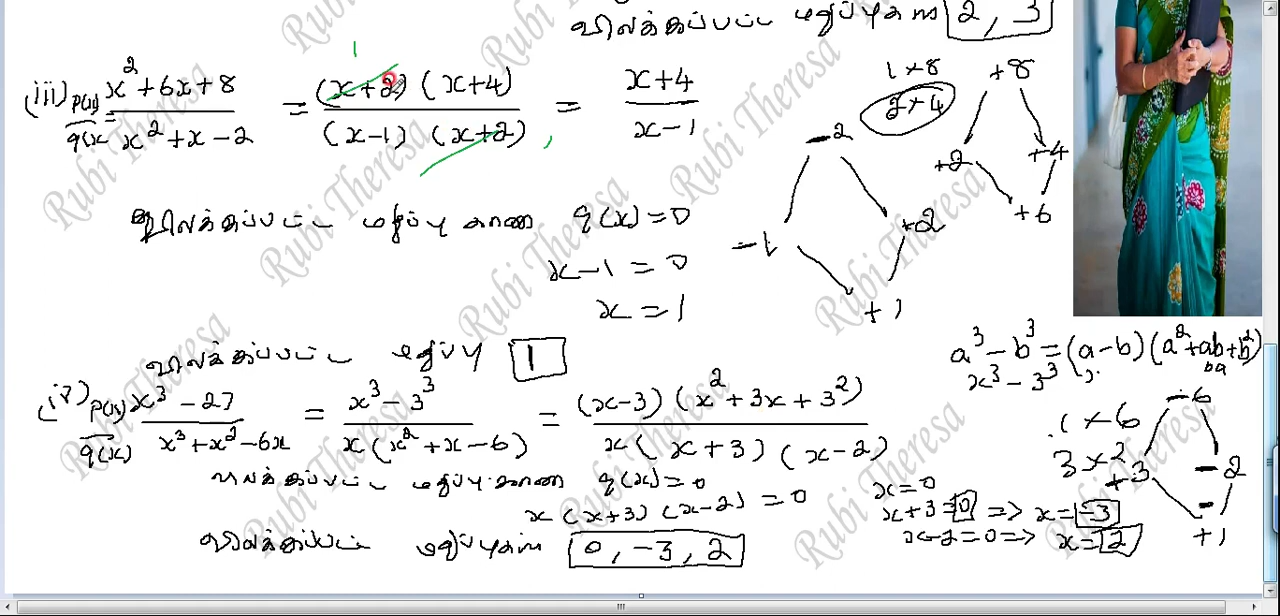 விலக்கப்பட்ட மதிப்புகள் 2, 3
(iii) p(x)/q(x) = x²+6x+8 / x²+x-2 = (x+2) (x+4) / (x-1) (x+2) = x+4 / x-1
1
1×8
2×4
+8
+2 +4
+6
-2
-1 +2
+1
விலக்கப்பட்ட மதிப்பு காண q(x)=0
x-1=0
x=1
விலக்கப்பட்ட மதிப்பு 1
a³-b³=(a-b)(a²+ab+b²)
ba
x³-3³
(iv) p(x)/q(x) x³-27 / x³+x²-6x = x³-3³ / x(x²+x-6) = (x-3) (x²+3x+3²) / x(x+3) (x-2)
1×6
3×2
-6
+3 -2
+1
விலக்கப்பட்ட மதிப்பு காண q(x)=0
x(x+3)(x-2)=0
x=0
x+3=0 => x=-3
x-2=0 => x=2
விலக்கப்பட்ட மதிப்புகள் 0, -3, 2
Rubi Theresa